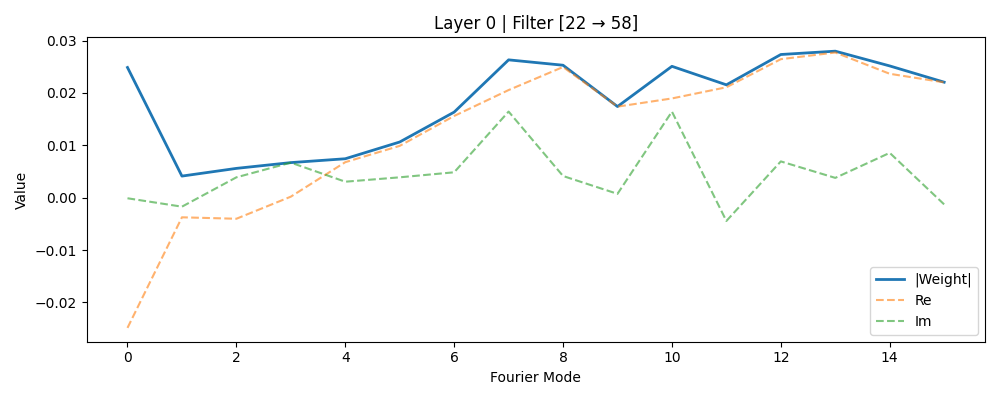 Layer 0 | Filter [22 → 58]
0.03
0.02
0.01
0.00
−0.01
−0.02
Value
0 2 4 6 8 10 12 14
Fourier Mode
|Weight|
Re
Im